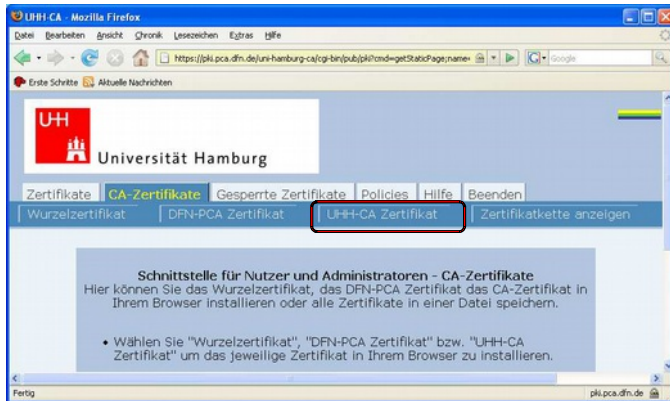 UHH-CA - Mozilla Firefox
Datei Bearbeiten Ansicht Chronik Lesezeichen Extras Hilfe
https://pki.pca.dfn.de/uni-hamburg-ca/cgi-bin/pub/pki?cmd=getStaticPage;name= Google
Erste Schritte Aktuelle Nachrichten
UH
Universität Hamburg
Zertifikate CA-Zertifikate Gesperrte Zertifikate Policies Hilfe Beenden
Wurzelzertifikat DFN-PCA Zertifikat UHH-CA Zertifikat Zertifikatkette anzeigen
Schnittstelle für Nutzer und Administratoren - CA-Zertifikate
Hier können Sie das Wurzelzertifikat, das DFN-PCA Zertifikat das CA-Zertifikat in
Ihrem Browser installieren oder alle Zertifikate in einer Datei speichern.
• Wählen Sie "Wurzelzertifikat", "DFN-PCA Zertifikat" bzw. "UHH-CA
Zertifikat" um das jeweilige Zertifikat in Ihrem Browser zu installieren.
Fertig pki.pca.dfn.de